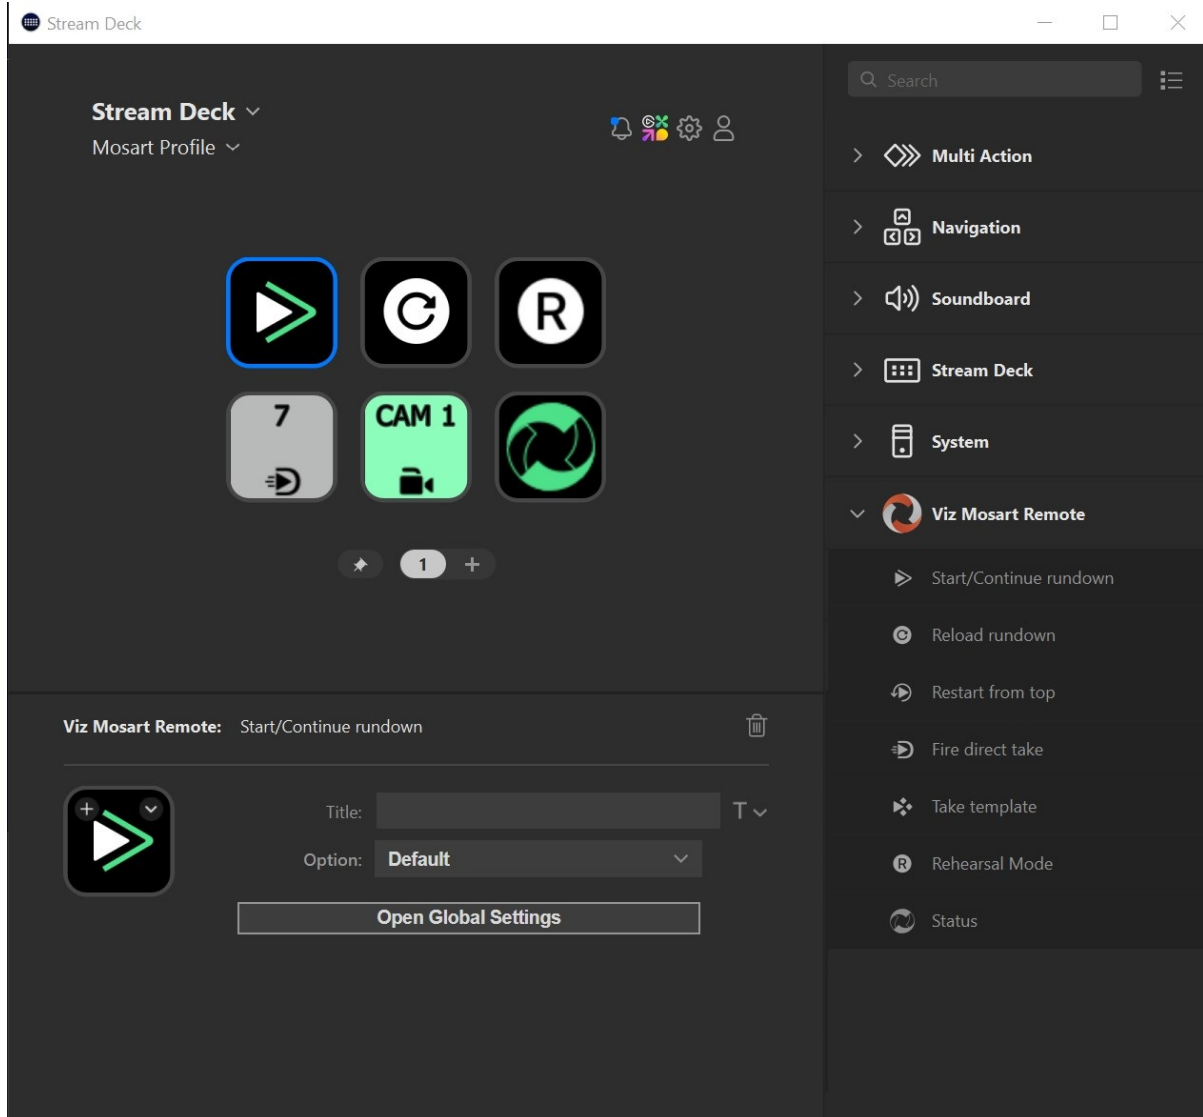 Stream Deck
Stream Deck
Mosart Profile
R
7
CAM 1
1
Viz Mosart Remote: Start/Continue rundown
Title:
T
Option: Default
Open Global Settings
Search
Multi Action
Navigation
Soundboard
Stream Deck
System
Viz Mosart Remote
Start/Continue rundown
Reload rundown
Restart from top
Fire direct take
Take template
R Rehearsal Mode
Status